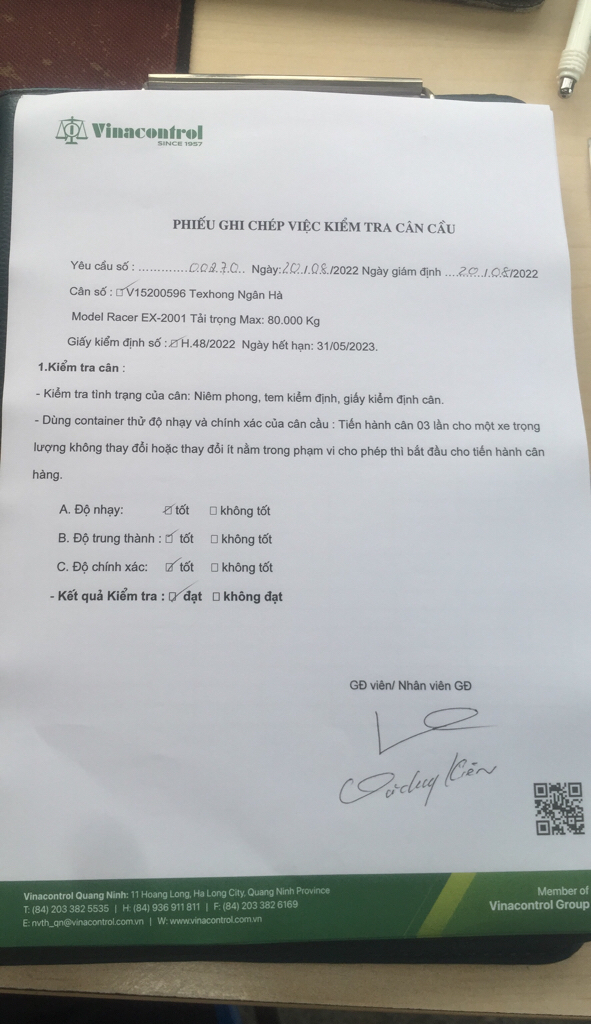 Vinacontrol
SINCE 1957
PHIẾU GHI CHÉP VIỆC KIỂM TRA CÂN CẦU
Yêu cầu số : .............00870.. Ngày:20/08/2022 Ngày giám định ....20../08/2022
Cân số : ☑V15200596 Texhong Ngân Hà
Model Racer EX-2001 Tải trọng Max: 80.000 Kg
Giấy kiểm định số : ☑H.48/2022 Ngày hết hạn: 31/05/2023.
1.Kiểm tra cân :
- Kiểm tra tình trạng của cân: Niêm phong, tem kiểm định, giấy kiểm định cân.
- Dùng container thử độ nhạy và chính xác của cân cầu : Tiến hành cân 03 lần cho một xe trọng
lượng không thay đổi hoặc thay đổi ít nằm trong phạm vi cho phép thì bắt đầu cho tiến hành cân
hàng.
A. Độ nhạy: ☑ tốt ☐ không tốt
B. Độ trung thành : ☑ tốt ☐ không tốt
C. Độ chính xác: ☑ tốt ☐ không tốt
- Kết quả Kiểm tra : ☑ đạt ☐ không đạt
GĐ viên/ Nhân viên GĐ
Kiên
Vinacontrol Quang Ninh: 11 Hoang Long, Ha Long City, Quang Ninh Province
T: (84) 203 382 5535 | H: (84) 936 911 811 | F: (84) 203 382 6169
E: nvth_qn@vinacontrol.com.vn | W: www.vinacontrol.com.vn
Member of
Vinacontrol Group